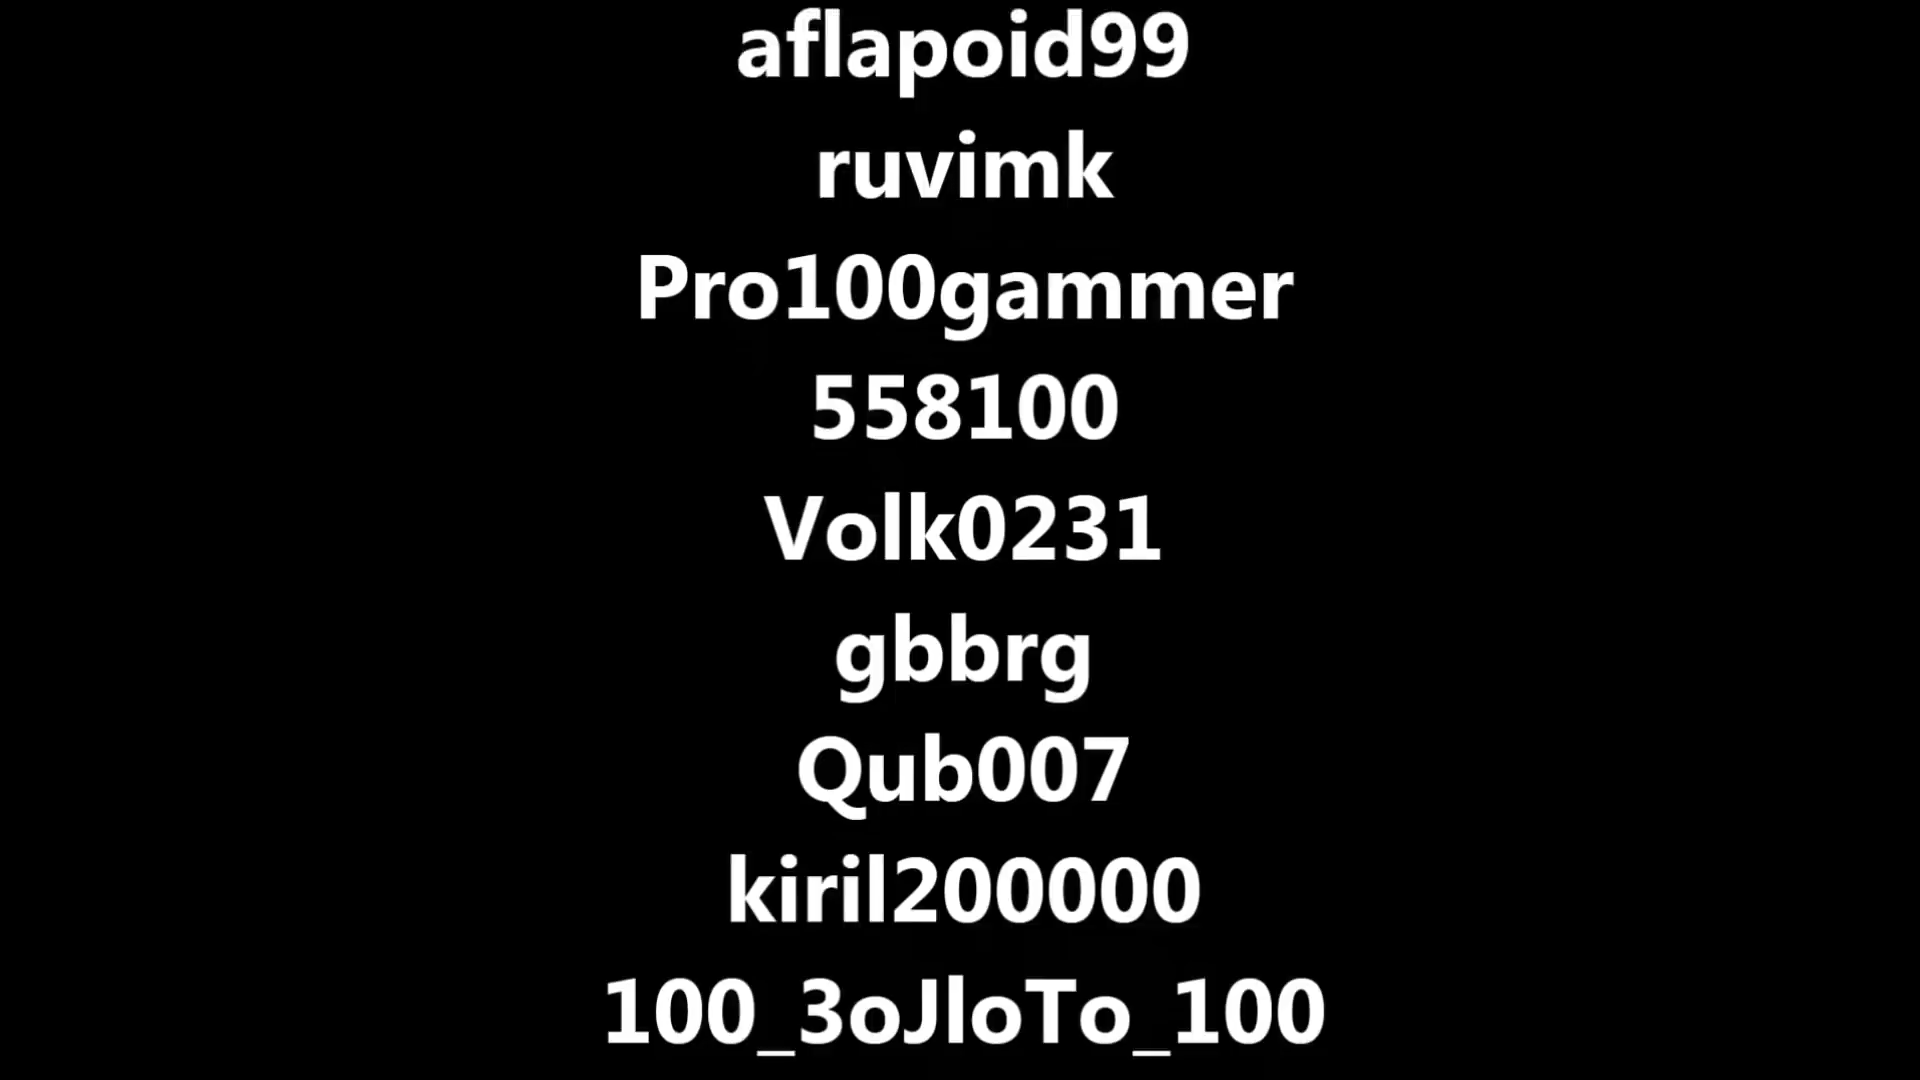 aflapoid99
ruvimk
Pro100gammer
558100
Volk0231
gbbrg
Qub007
kiril200000
100_3oJloTo_100